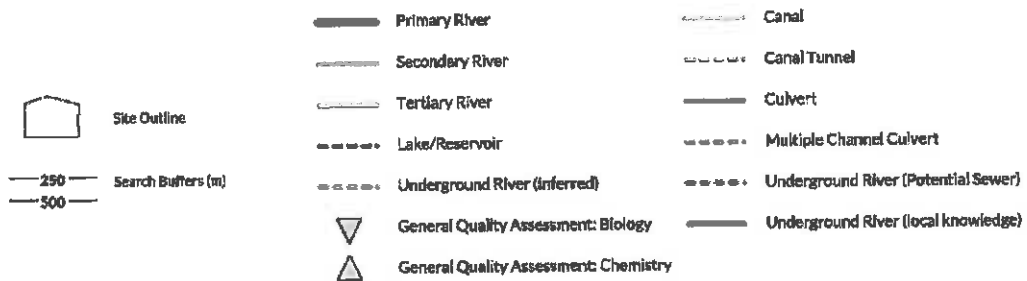 Site Outline
250
500
Search Buffers (m)
Primary River
Secondary River
Tertiary River
Lake/Reservoir
Underground River (Inferred)
General Quality Assessment: Biology
General Quality Assessment: Chemistry
Canal
Canal Tunnel
Culvert
Multiple Channel Culvert
Underground River (Potential Sewer)
Underground River (local knowledge)